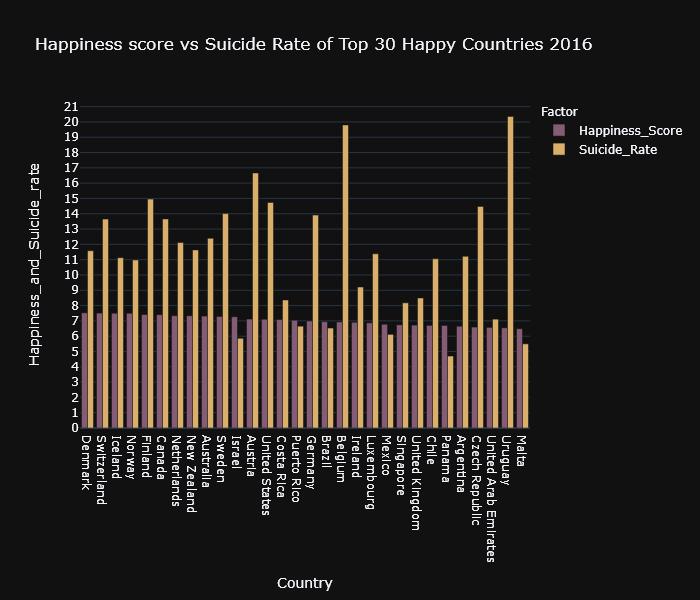 Happiness score vs Suicide Rate of Top 30 Happy Countries 2016
Factor
Happiness_Score
Suicide_Rate
Happiness_and_Suicide_rate
21
20
19
18
17
16
15
14
13
12
11
10
9
8
7
6
5
4
3
2
1
0
Denmark
Switzerland
Iceland
Norway
Finland
Canada
Netherlands
New Zealand
Australia
Sweden
Israel
Austria
United States
Costa Rica
Puerto Rico
Germany
Brazil
Belgium
Ireland
Luxembourg
Mexico
Singapore
United Kingdom
Chile
Panama
Argentina
Czech Republic
United Arab Emirates
Uruguay
Malta
Country